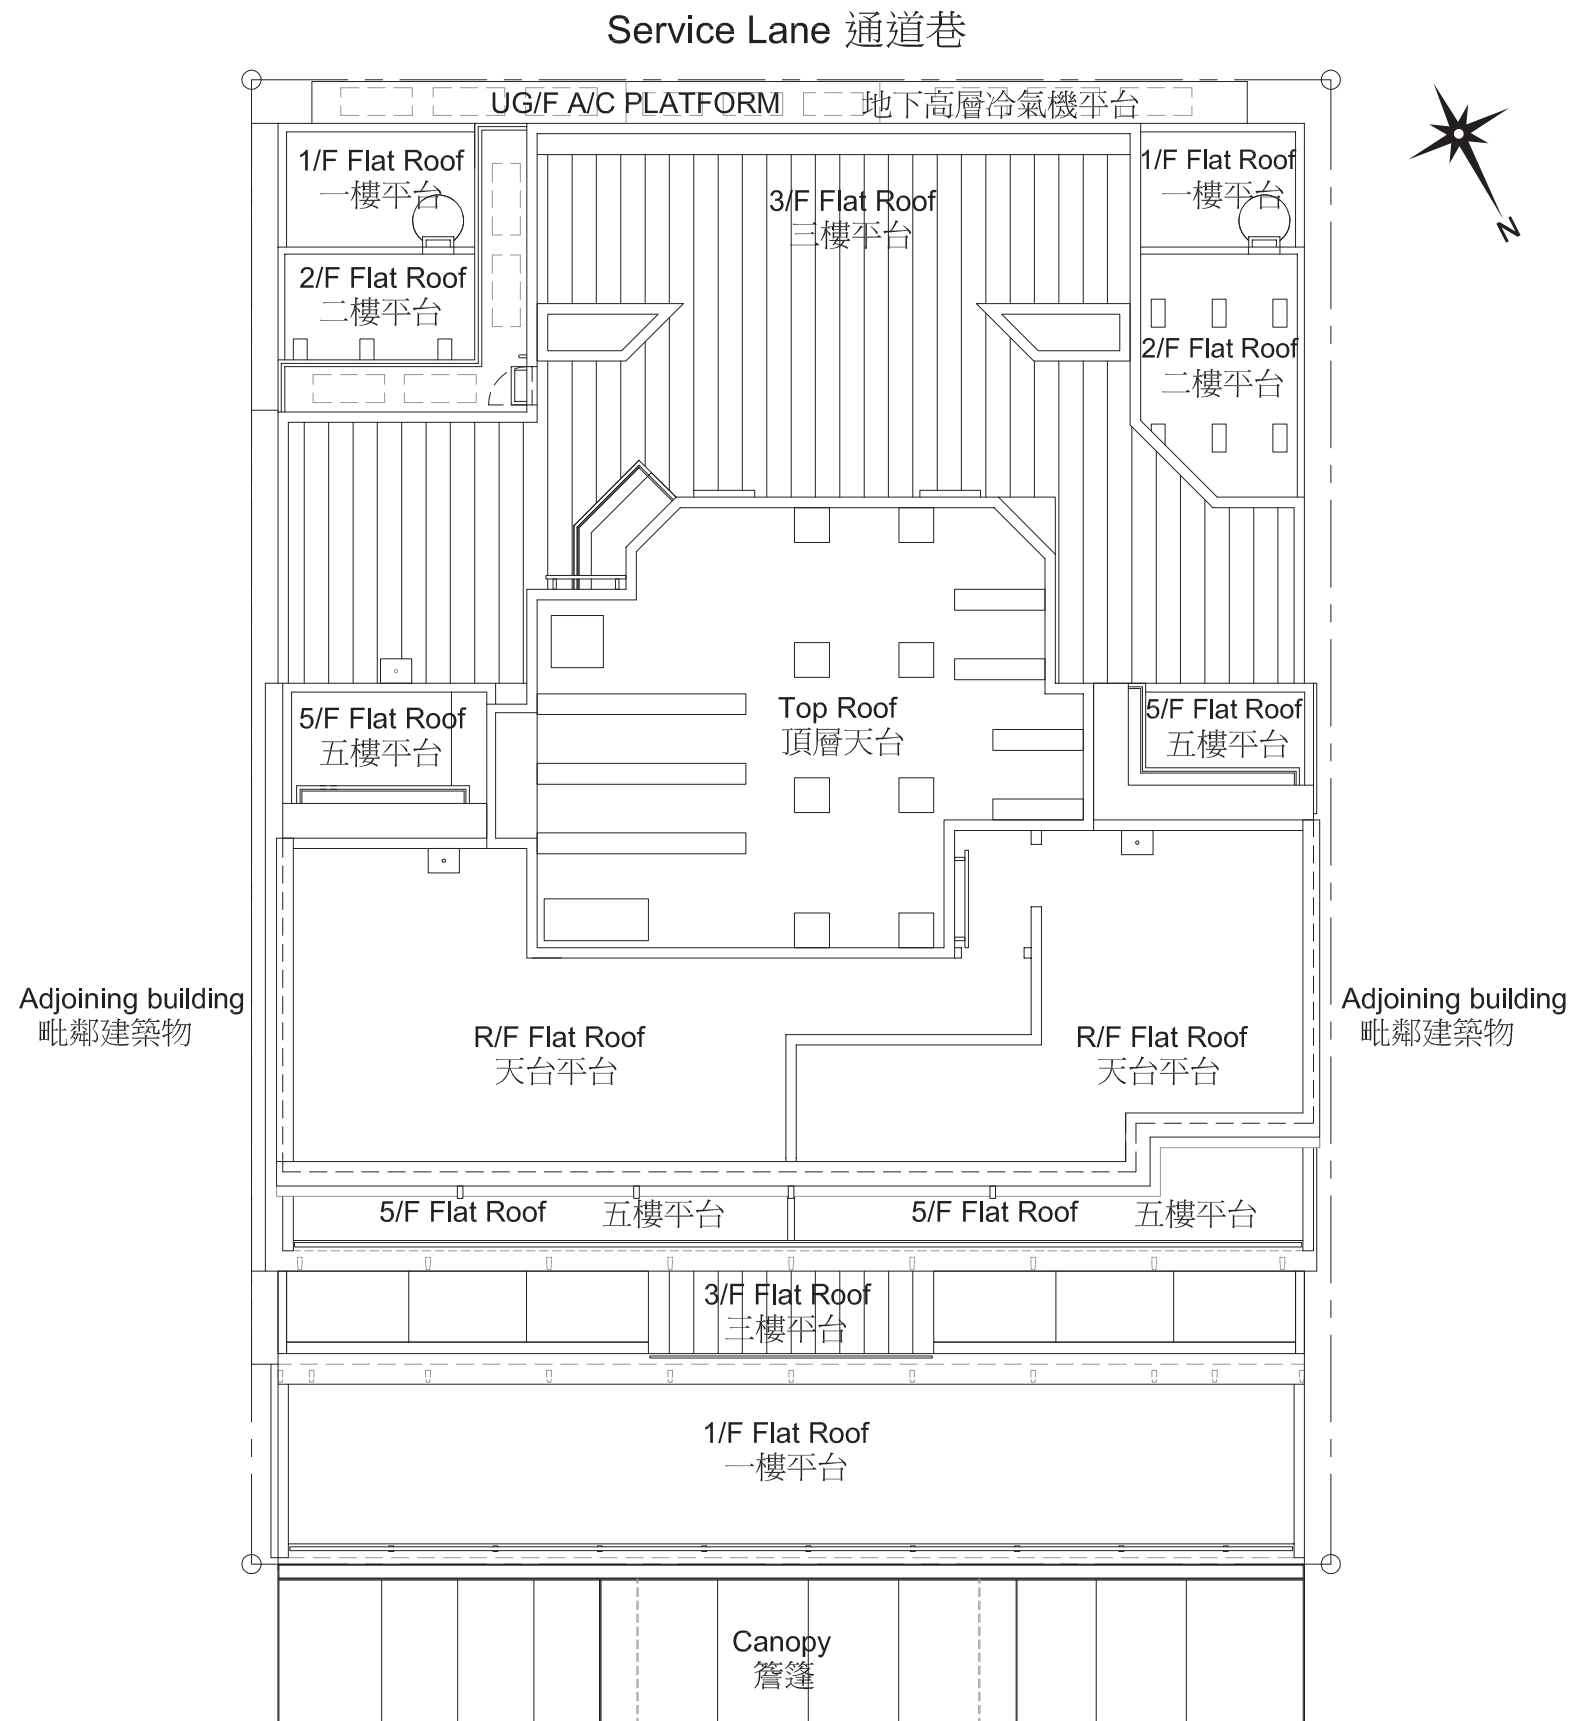 Service Lane 通道巷
UG/F A/C PLATFORM 地下高層冷氣機平台
1/F Flat Roof
一樓平台
1/F Flat Roof
一樓平台
3/F Flat Roof
三樓平台
N
2/F Flat Roof
二樓平台
2/F Flat Roof
二樓平台
5/F Flat Roof
五樓平台
Top Roof
頂層天台
5/F Flat Roof
五樓平台
Adjoining building
毗鄰建築物
Adjoining building
毗鄰建築物
R/F Flat Roof
天台平台
R/F Flat Roof
天台平台
5/F Flat Roof 五樓平台
5/F Flat Roof 五樓平台
3/F Flat Roof
三樓平台
1/F Flat Roof
一樓平台
Canopy
簷篷